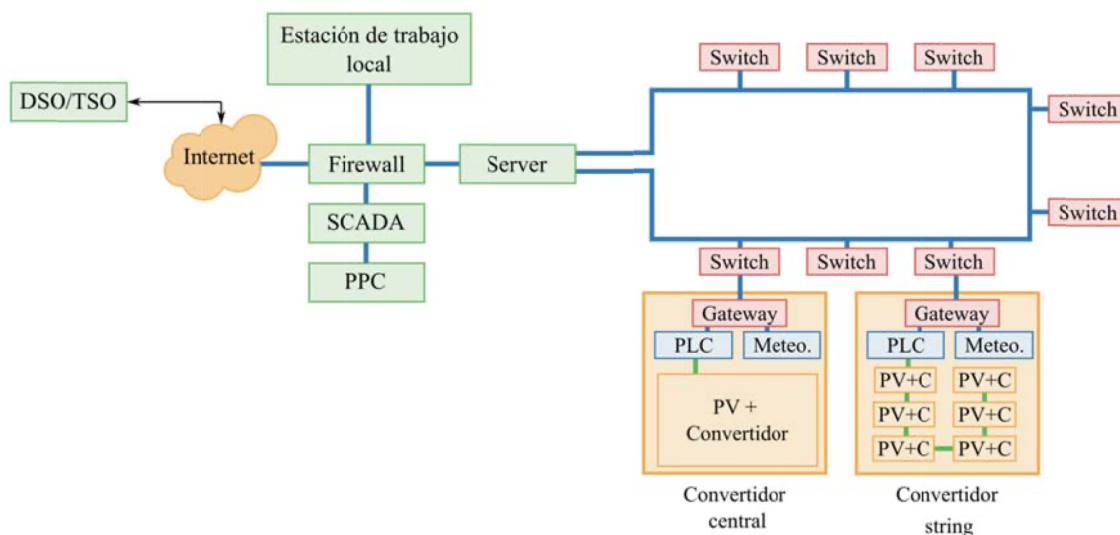 Estación de trabajo
local
DSO/TSO
Internet
Firewall
Server
SCADA
PPC
Switch
Switch
Switch
Switch
Switch
Switch
Switch
Switch
Gateway
PLC
Meteo.
PV +
Convertidor
Convertidor
central
Gateway
PLC
Meteo.
PV+C
PV+C
PV+C
PV+C
PV+C
PV+C
Convertidor
string